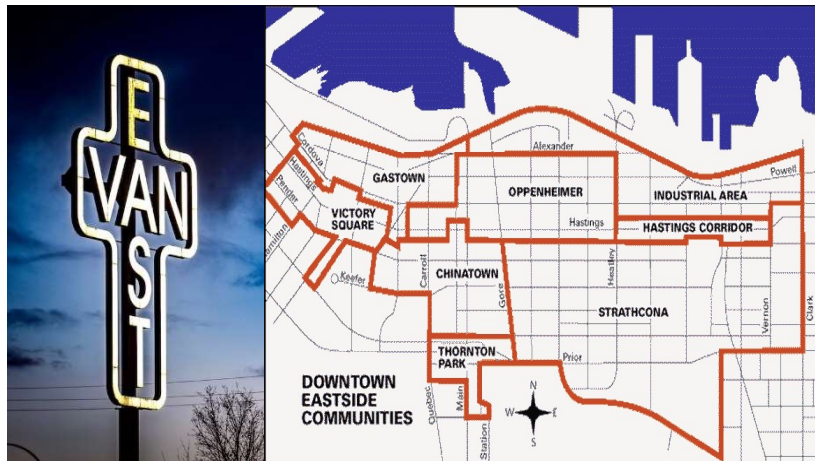 E
VAN
S
T
Cordova
Hastings
Pender
Hamilton
GASTOWN
VICTORY
SQUARE
Alexander
OPPENHEIMER
Hastings
INDUSTRIAL AREA
Powell
HASTINGS CORRIDOR
Keefer
Carroll
CHINATOWN
Gore
Heatley
STRATHCONA
Vernon
Clark
THORNTON
PARK
Prior
DOWNTOWN
EASTSIDE
COMMUNITIES
Quebec
Main
Station
N
W
E
S